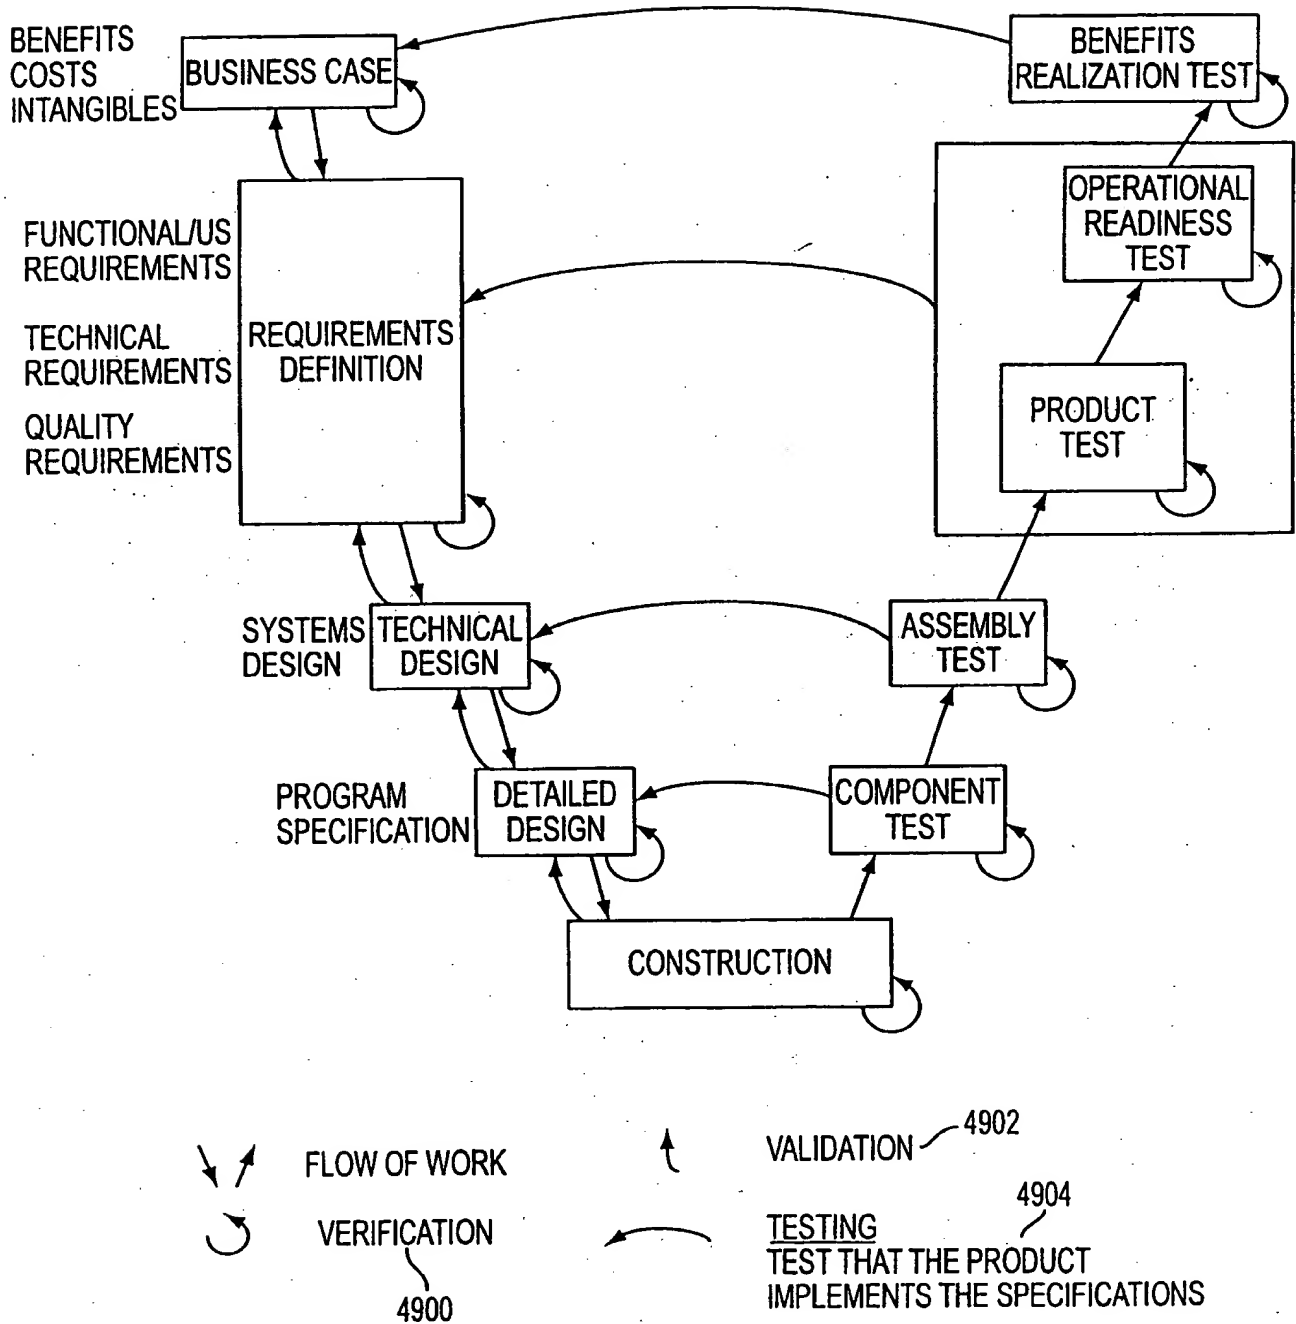 BENEFITS
COSTS
INTANGIBLES
BUSINESS CASE
BENEFITS
REALIZATION TEST
FUNCTIONAL/US
REQUIREMENTS
TECHNICAL
REQUIREMENTS
QUALITY
REQUIREMENTS
REQUIREMENTS
DEFINITION
OPERATIONAL
READINESS
TEST
PRODUCT
TEST
SYSTEMS
DESIGN
TECHNICAL
DESIGN
ASSEMBLY
TEST
PROGRAM
SPECIFICATION
DETAILED
DESIGN
COMPONENT
TEST
CONSTRUCTION
FLOW OF WORK
VALIDATION
4902
VERIFICATION
4900
4904
TESTING
TEST THAT THE PRODUCT
IMPLEMENTS THE SPECIFICATIONS